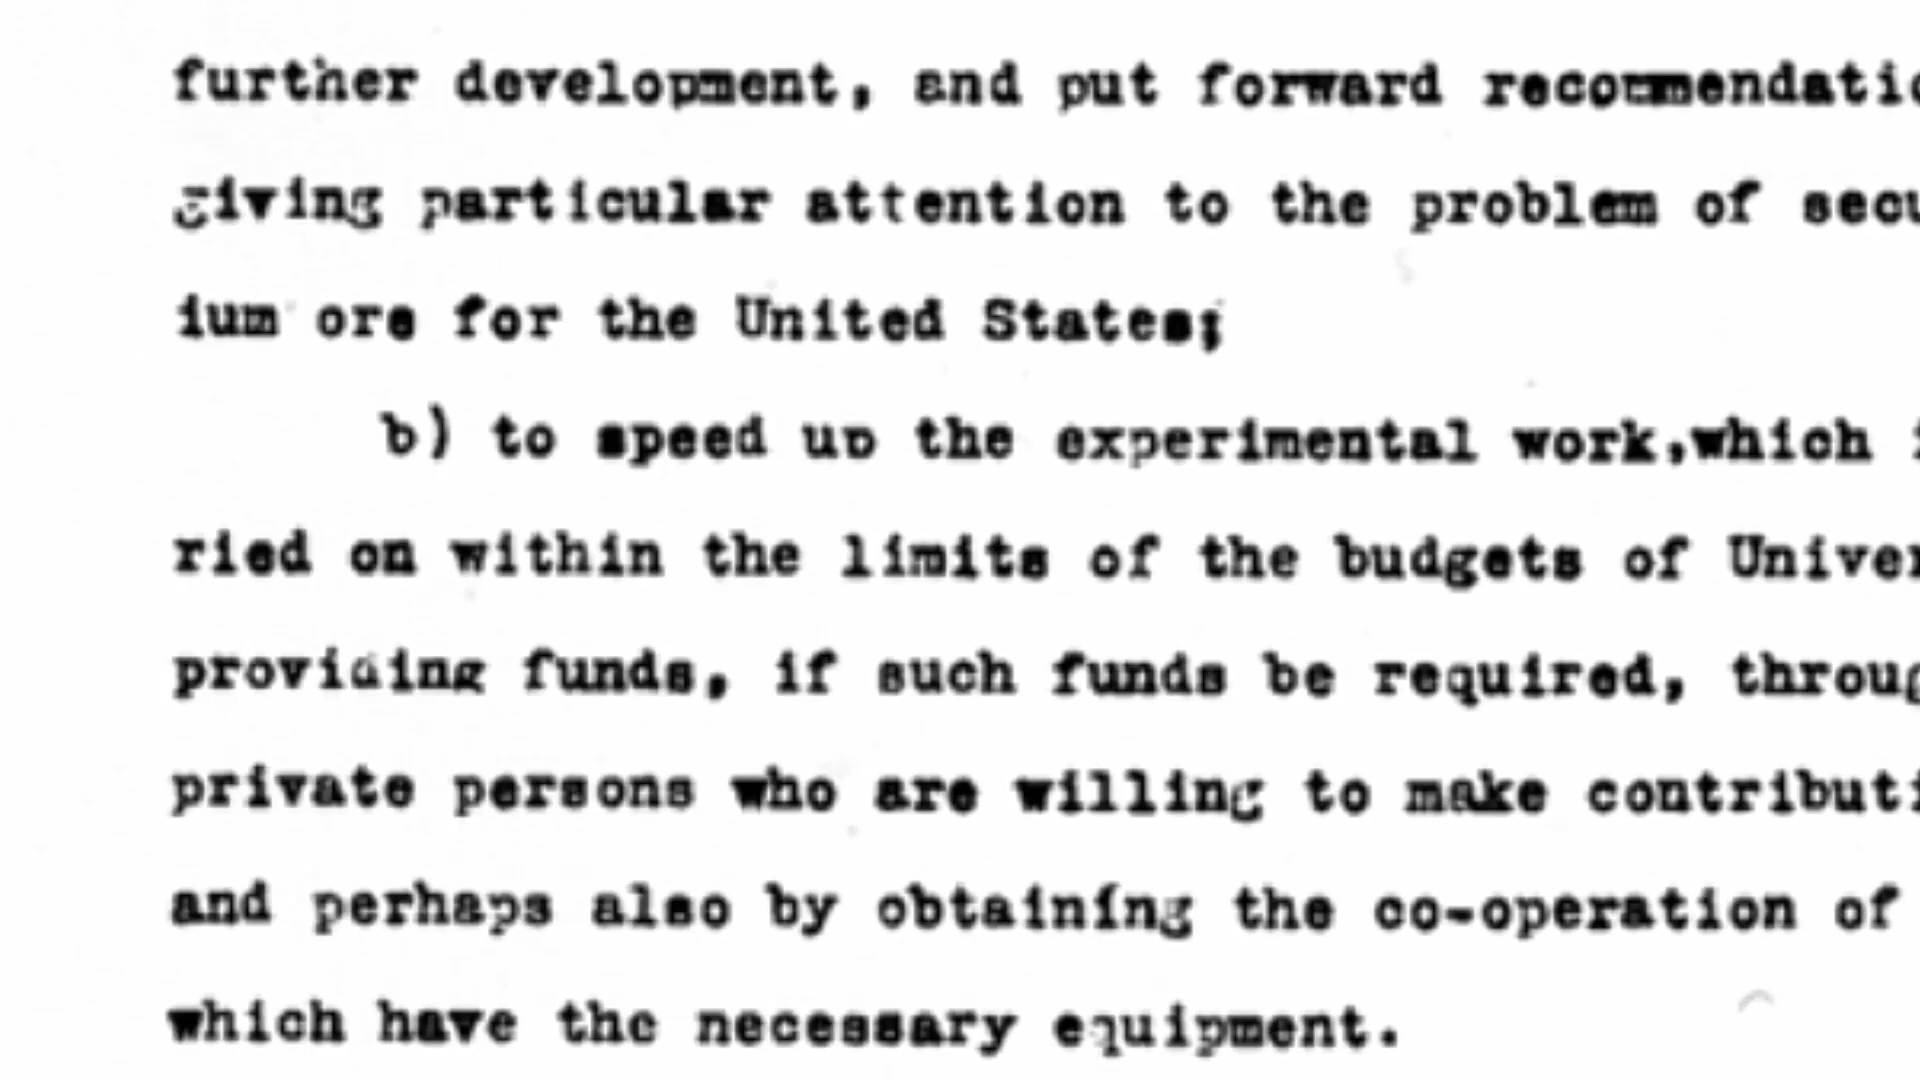 further development, and put forward recommendatio
giving particular attention to the problem of secu
ium ore for the United States;
b) to speed up the experimental work,which i
ried on within the limits of the budgets of Univer
providing funds, if such funds be required, throug
private persons who are willing to make contributi
and perhaps also by obtaining the co-operation of
which have the necessary equipment.